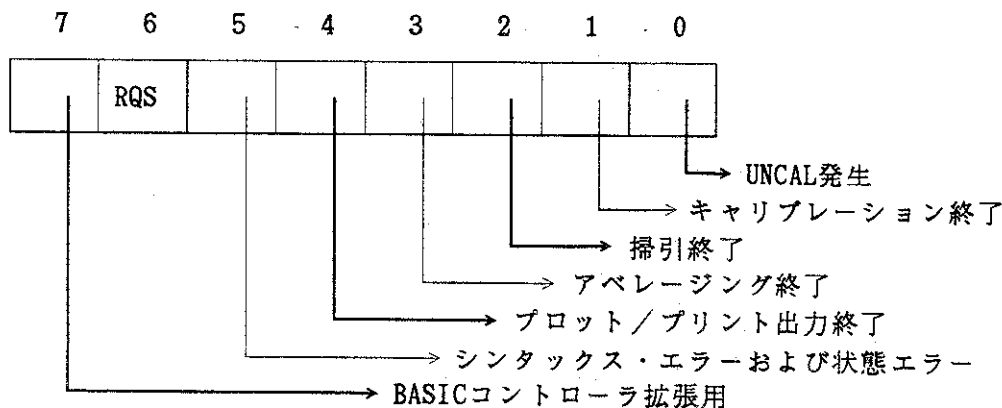 7 6 5 4 3 2 1 0
RQS
UNCAL発生
キャリブレーション終了
掃引終了
アベレージング終了
プロット／プリント出力終了
シンタックス・エラーおよび状態エラー
BASICコントローラ拡張用